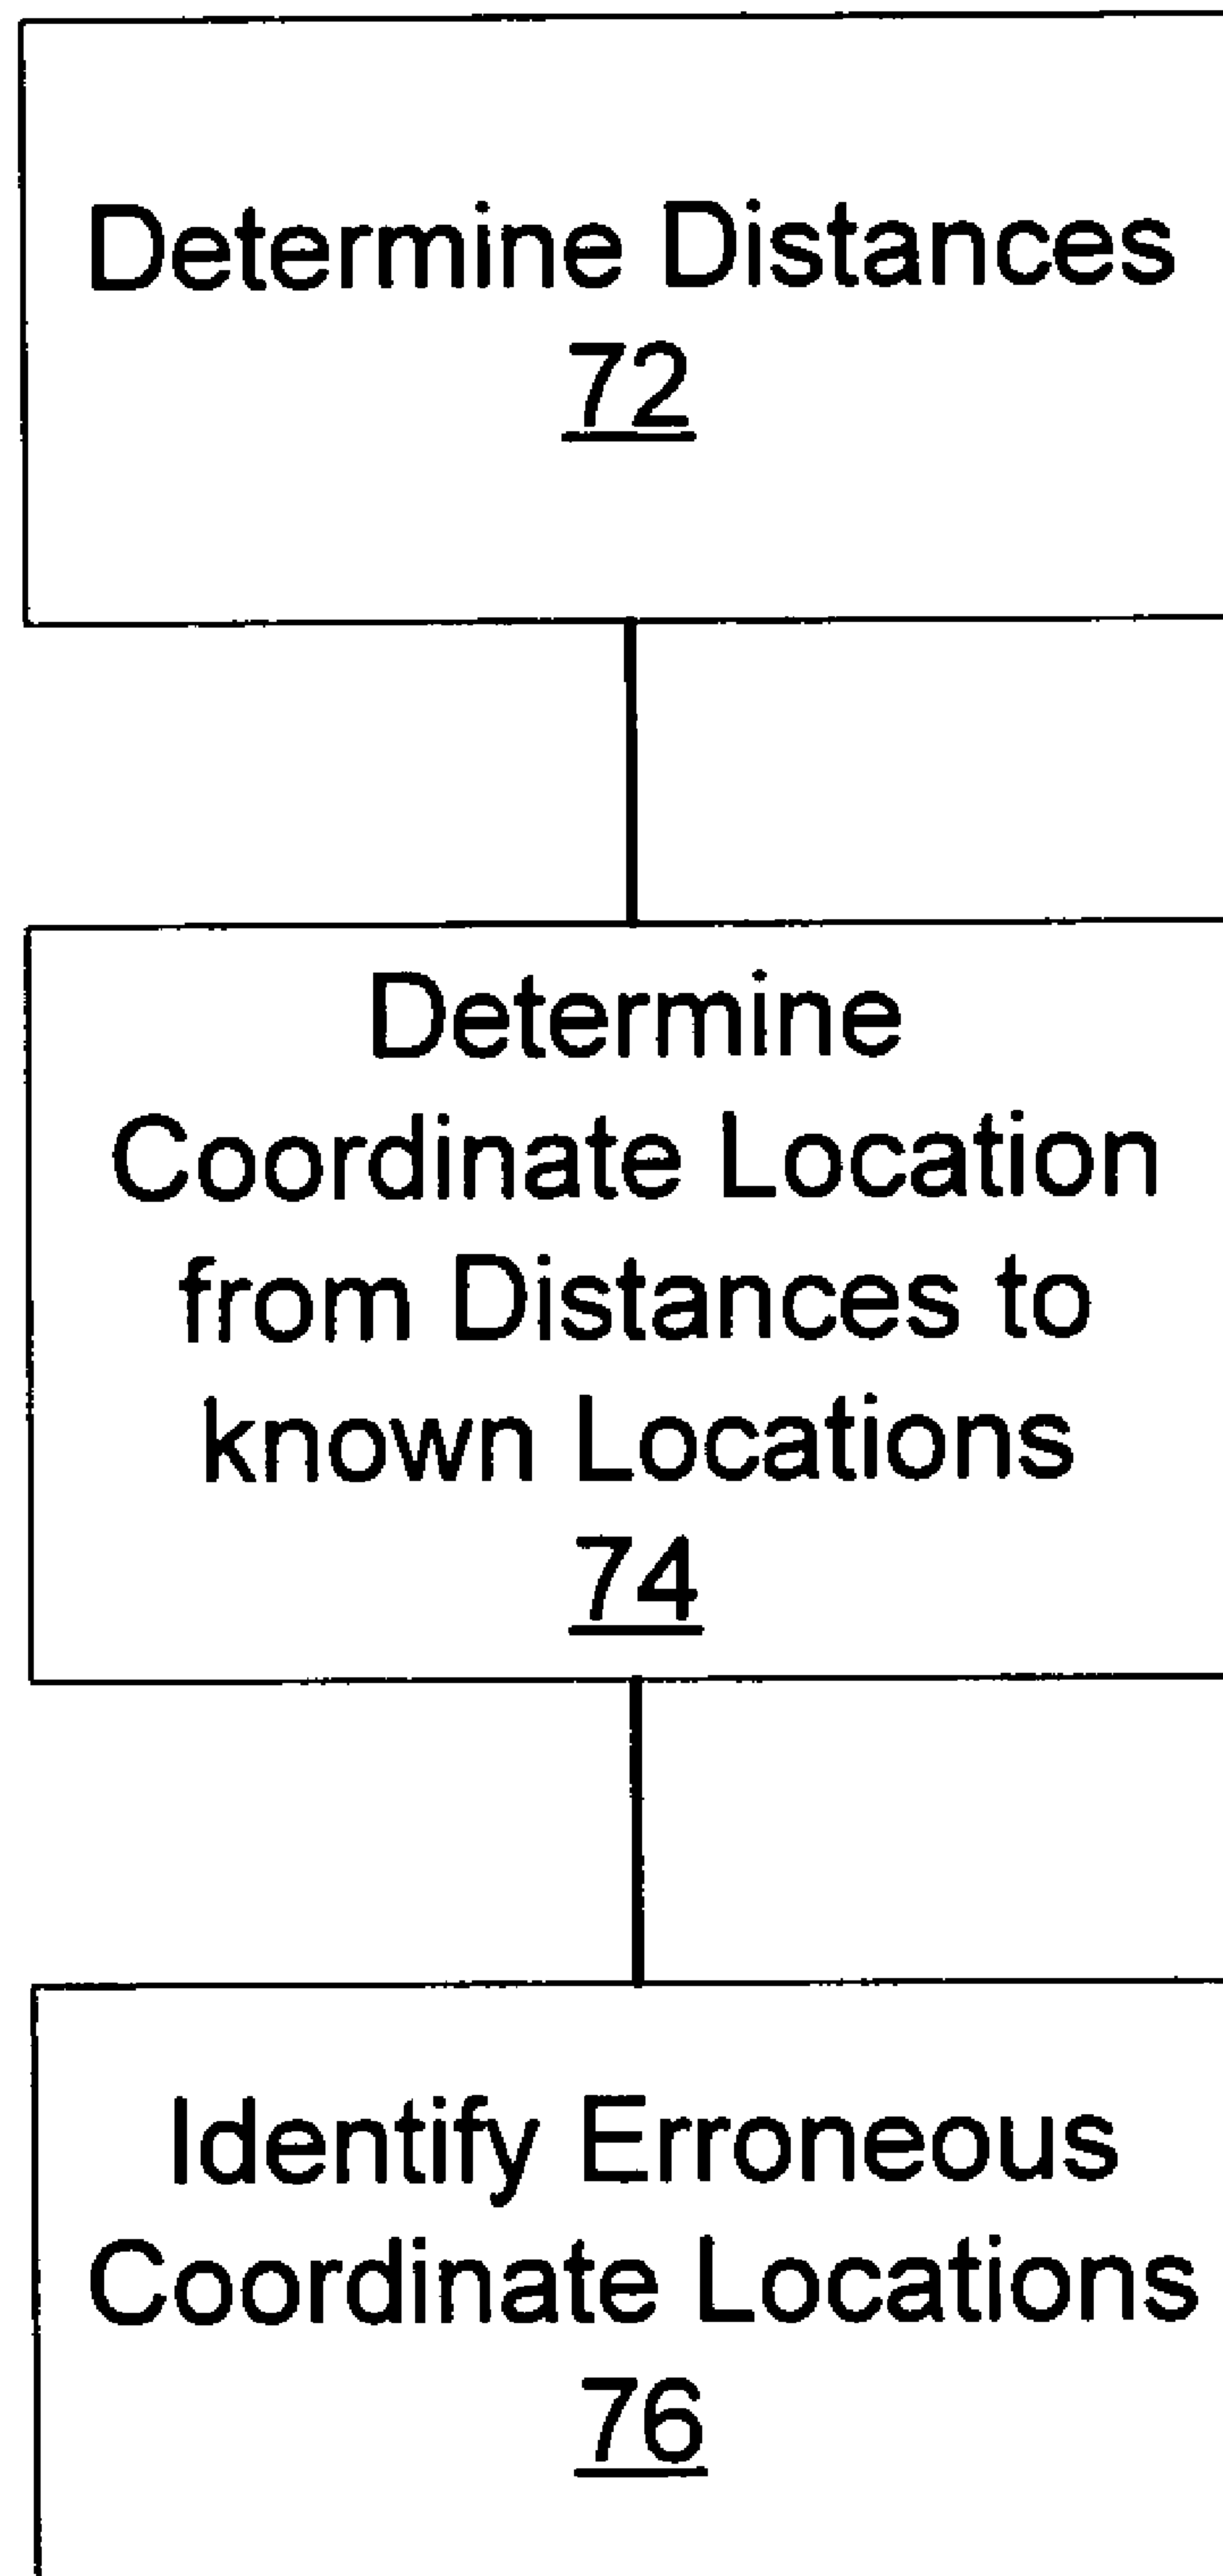 Determine Distances
72
Determine
Coordinate Location
from Distances to
known Locations
74
Identify Erroneous
Coordinate Locations
76